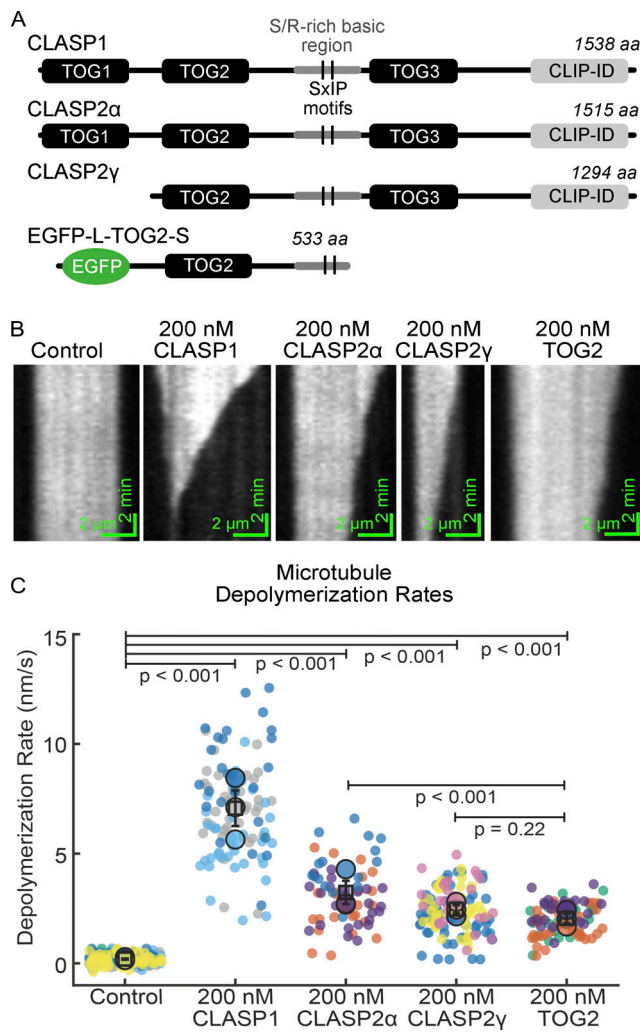 A
S/R-rich basic
region
CLASP1
1538 aa
TOG1
TOG2
TOG3
CLIP-ID
SxIP
motifs
CLASP2α
1515 aa
TOG1
TOG2
TOG3
CLIP-ID
CLASP2γ
1294 aa
TOG2
TOG3
CLIP-ID
EGFP-L-TOG2-S
533 aa
EGFP
TOG2
B
Control
200 nM
CLASP1
200 nM
CLASP2α
200 nM
CLASP2γ
200 nM
TOG2
2 µm
2 min
2 µm
2 min
2 µm
2 min
2 µm
2 min
2 µm
2 min
C
Microtubule
Depolymerization Rates
Depolymerization Rate (nm/s)
15
10
5
0
p < 0.001
p < 0.001
p < 0.001
p < 0.001
p < 0.001
p = 0.22
Control
200 nM
CLASP1
200 nM
CLASP2α
200 nM
CLASP2γ
200 nM
TOG2